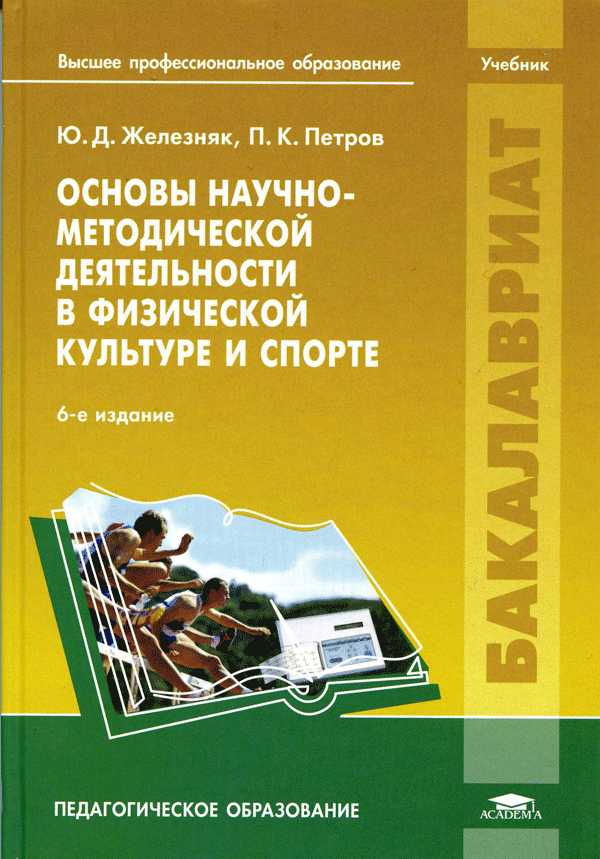 Высшее профессиональное образование
Учебник
Ю. Д. Железняк, П. К. Петров
ОСНОВЫ НАУЧНО-
МЕТОДИЧЕСКОЙ
ДЕЯТЕЛЬНОСТИ
В ФИЗИЧЕСКОЙ
КУЛЬТУРЕ И СПОРТЕ
6-е издание
БАКАЛАВРИАТ
ПЕДАГОГИЧЕСКОЕ ОБРАЗОВАНИЕ
ACADEMA